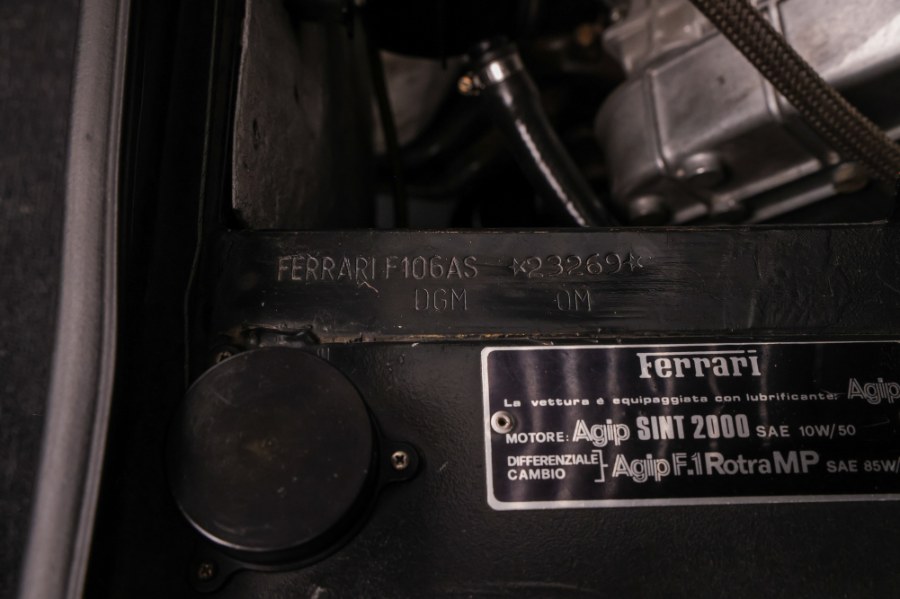 FERRARI F106AS ☆23269☆
DGM OM
Ferrari
La vettura é equipaggiata con lubrificante: Agip
MOTORE: Agip SINT 2000 SAE 10W/50
DIFFERENZIALE
CAMBIO
Agip F.1 Rotra MP SAE 85W/